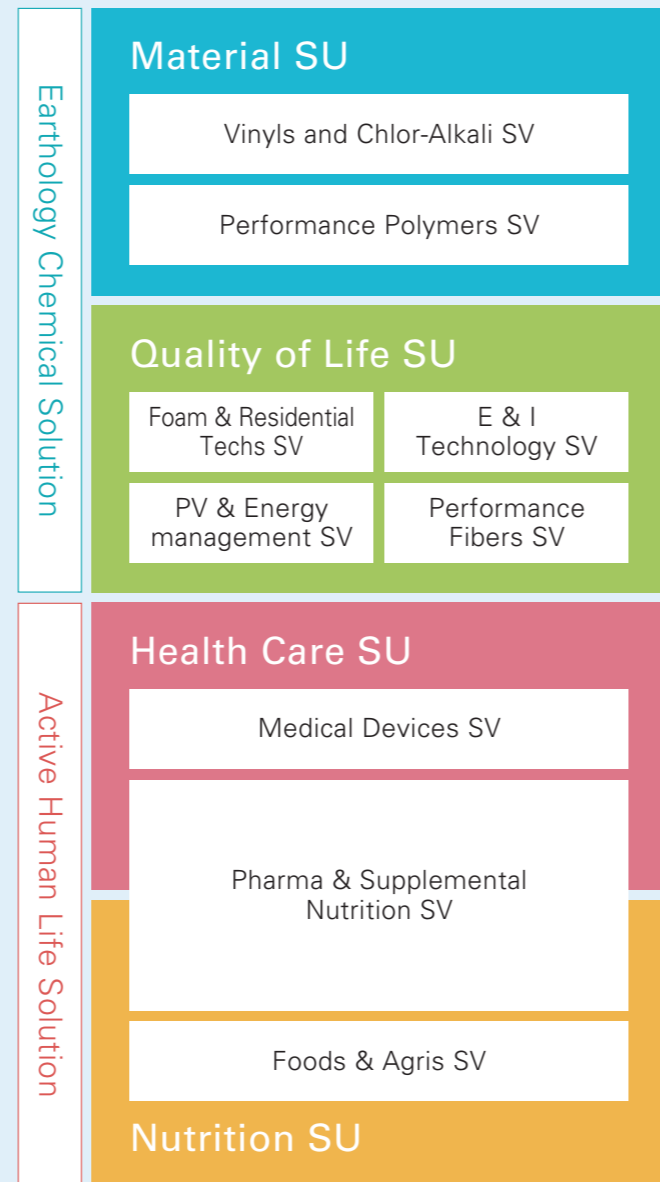 Earthology Chemical Solution
Material SU
Vinyls and Chlor-Alkali SV
Performance Polymers SV
Quality of Life SU
Foam & Residential
Techs SV
E & I
Technology SV
PV & Energy
management SV
Performance
Fibers SV
Active Human Life Solution
Health Care SU
Medical Devices SV
Pharma & Supplemental
Nutrition SV
Foods & Agris SV
Nutrition SU